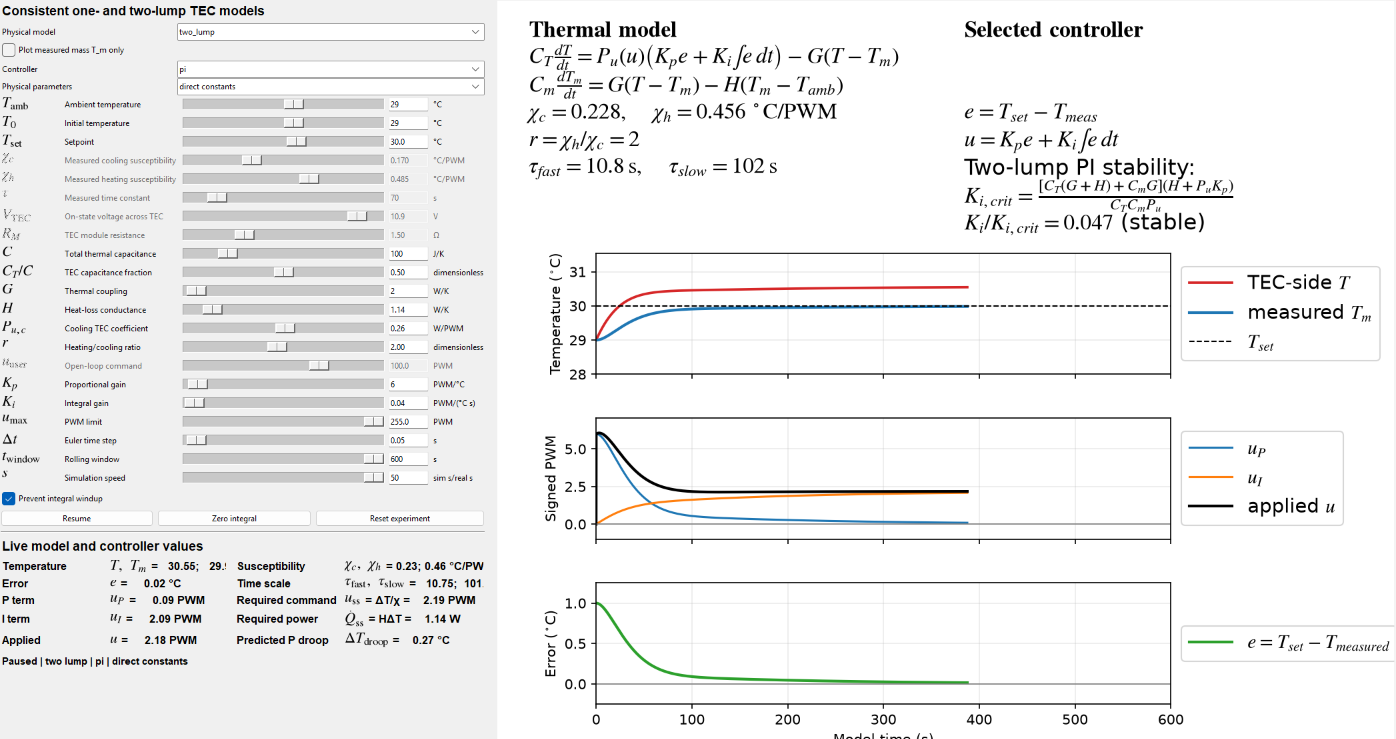 Consistent one- and two-lump TEC models
Physical model two_lump
Plot measured mass T_m only
Controller pi
Physical parameters direct constants
T_amb Ambient temperature 29 °C
T_0 Initial temperature 29 °C
T_set Setpoint 30.0 °C
χ_c Measured cooling susceptibility 0.170 °C/PWM
χ_h Measured heating susceptibility 0.485 °C/PWM
τ Measured time constant 70 s
V_TEC On-state voltage across TEC 10.9 V
R_M TEC module resistance 1.50 Ω
C Total thermal capacitance 100 J/K
C_T/C TEC capacitance fraction 0.50 dimensionless
G Thermal coupling 2 W/K
H Heat-loss conductance 1.14 W/K
P_u,c Cooling TEC coefficient 0.26 W/PWM
r Heating/cooling ratio 2.00 dimensionless
u_user Open-loop command 100.0 PWM
K_p Proportional gain 6 PWM/°C
K_i Integral gain 0.04 PWM/(°C s)
u_max PWM limit 255.0 PWM
Δt Euler time step 0.05 s
t_window Rolling window 600 s
s Simulation speed 50 sim s/real s
Prevent integral windup
Resume Zero integral Reset experiment
Live model and controller values
Temperature T, T_m = 30.55; 29.9 Susceptibility χ_c, χ_h = 0.23; 0.46 °C/PW
Error e = 0.02 °C Time scale τ_fast, τ_slow = 10.75; 101
P term u_P = 0.09 PWM Required command u_ss = ΔT/χ = 2.19 PWM
I term u_I = 2.09 PWM Required power Q̇_ss = HΔT = 1.14 W
Applied u = 2.18 PWM Predicted P droop ΔT_droop = 0.27 °C
Paused | two lump | pi | direct constants
Thermal model
C_T dT/dt = P_u(u)(K_p e + K_i ∫e dt) − G(T − T_m)
C_m dT_m/dt = G(T − T_m) − H(T_m − T_amb)
χ_c = 0.228, χ_h = 0.456 °C/PWM
r = χ_h/χ_c = 2
τ_fast = 10.8 s, τ_slow = 102 s
Selected controller
e = T_set − T_meas
u = K_p e + K_i ∫e dt
Two-lump PI stability:
K_i,crit = [C_T(G + H) + C_m G](H + P_u K_p) / C_T C_m P_u
K_i/K_i,crit = 0.047 (stable)
Temperature (°C)
31
30
29
28
TEC-side T
measured T_m
T_set
Signed PWM
5.0
2.5
0.0
u_P
u_I
applied u
Error (°C)
1.0
0.5
0.0
e = T_set − T_measured
0 100 200 300 400 500 600
Model time (s)